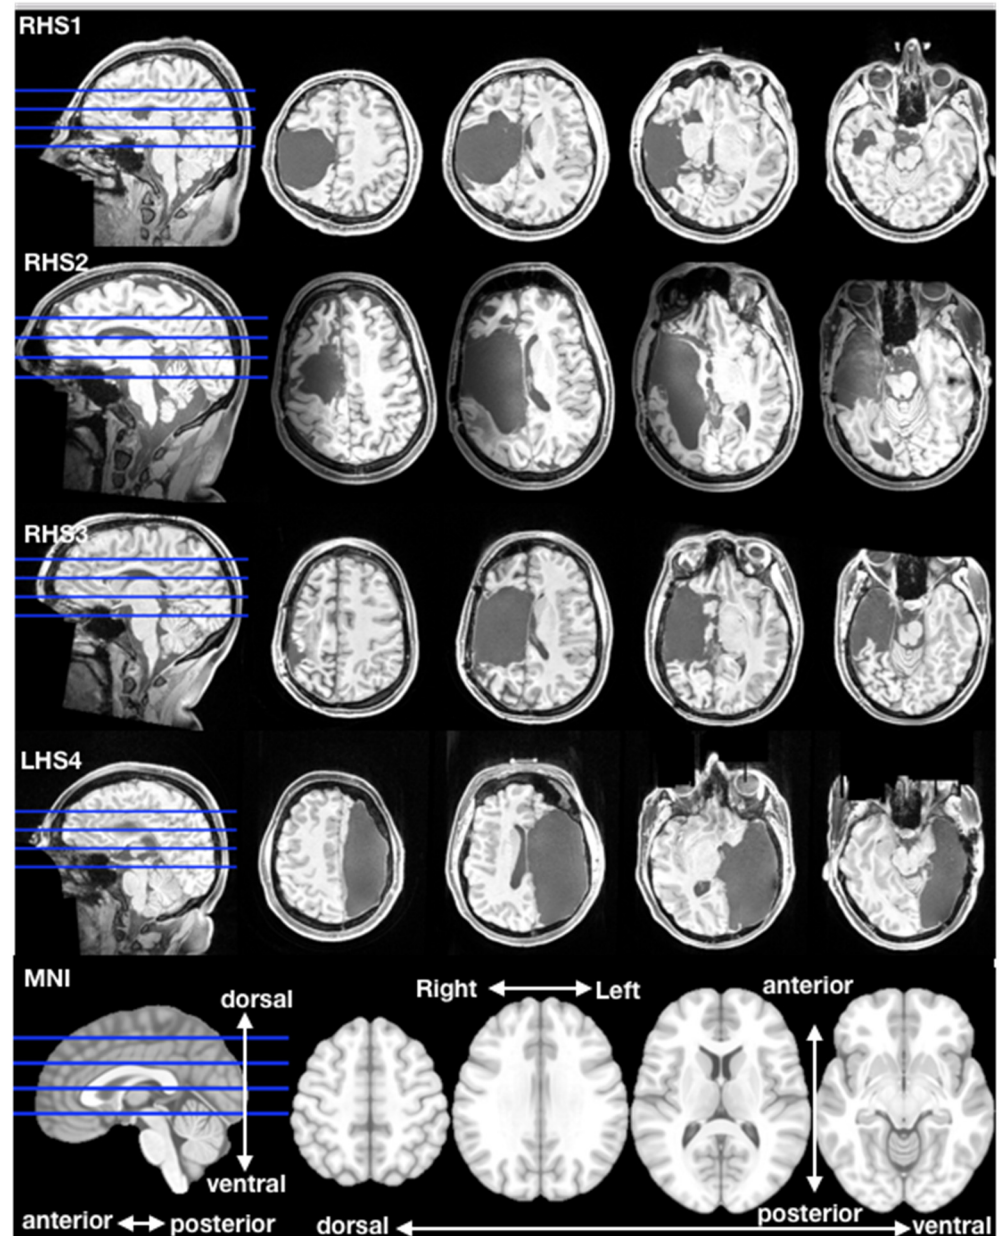 RHS1
RHS2
RHS3
LHS4
MNI
dorsal
Right Left
anterior
ventral
posterior
anterior posterior
dorsal ventral